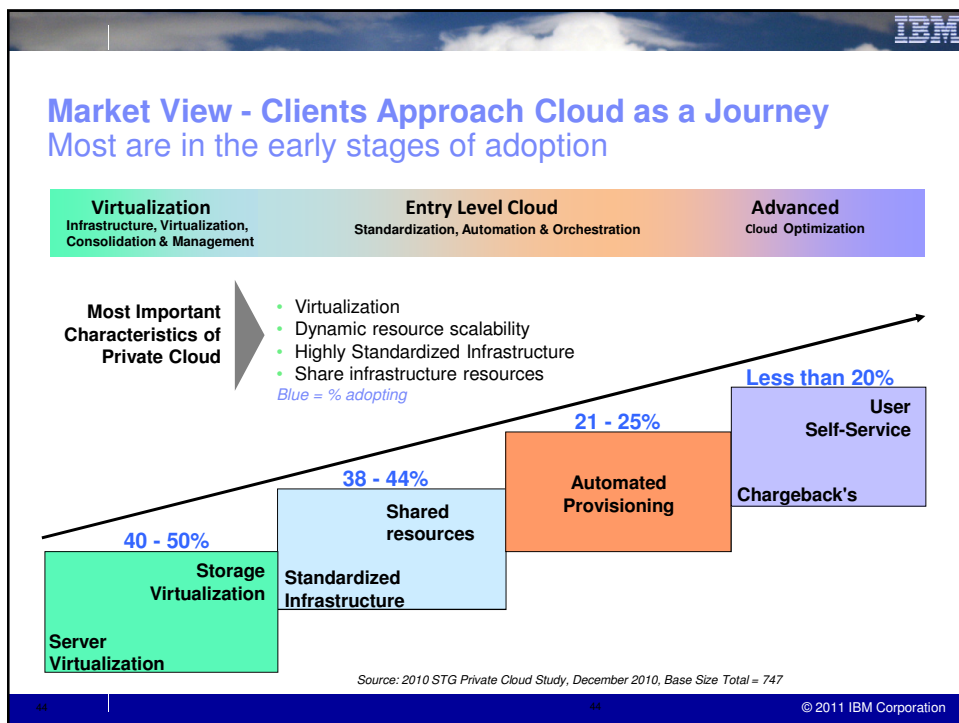 IBM
Market View - Clients Approach Cloud as a Journey
Most are in the early stages of adoption
Virtualization
Infrastructure, Virtualization,
Consolidation & Management
Entry Level Cloud
Standardization, Automation & Orchestration
Advanced
Cloud Optimization
Most Important
Characteristics of
Private Cloud
• Virtualization
• Dynamic resource scalability
• Highly Standardized Infrastructure
• Share infrastructure resources
Blue = % adopting
40 - 50%
Storage
Virtualization
Server
Virtualization
38 - 44%
Shared
resources
Standardized
Infrastructure
21 - 25%
Automated
Provisioning
Less than 20%
User
Self-Service
Chargeback's
Source: 2010 STG Private Cloud Study, December 2010, Base Size Total = 747
© 2011 IBM Corporation